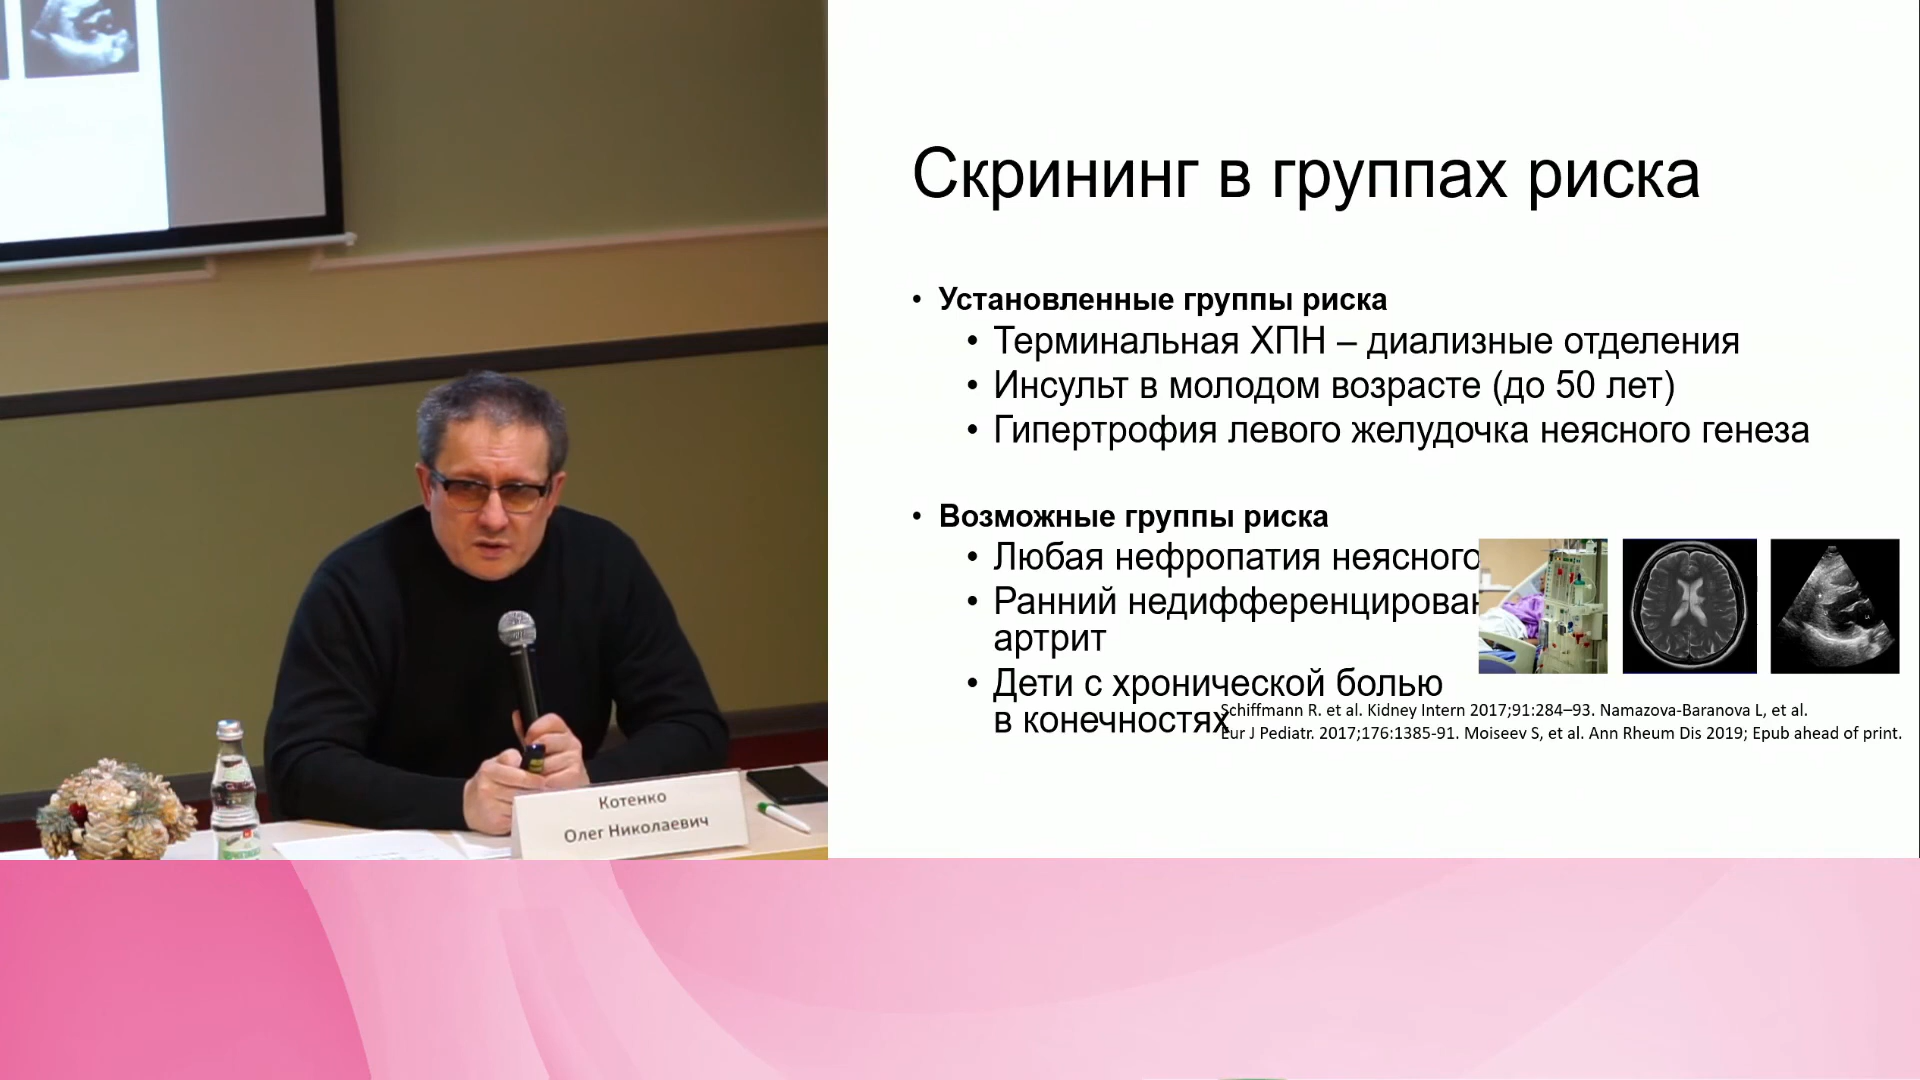 Скрининг в группах риска
• Установленные группы риска
• Терминальная ХПН – диализные отделения
• Инсульт в молодом возрасте (до 50 лет)
• Гипертрофия левого желудочка неясного генеза
• Возможные группы риска
• Любая нефропатия неясного
• Ранний недифференцирован
артрит
• Дети с хронической болью
в конечностях
Schiffmann R. et al. Kidney Intern 2017;91:284–93. Namazova-Baranova L, et al.
Eur J Pediatr. 2017;176:1385-91. Moiseev S, et al. Ann Rheum Dis 2019; Epub ahead of print.
Котенко
Олег Николаевич